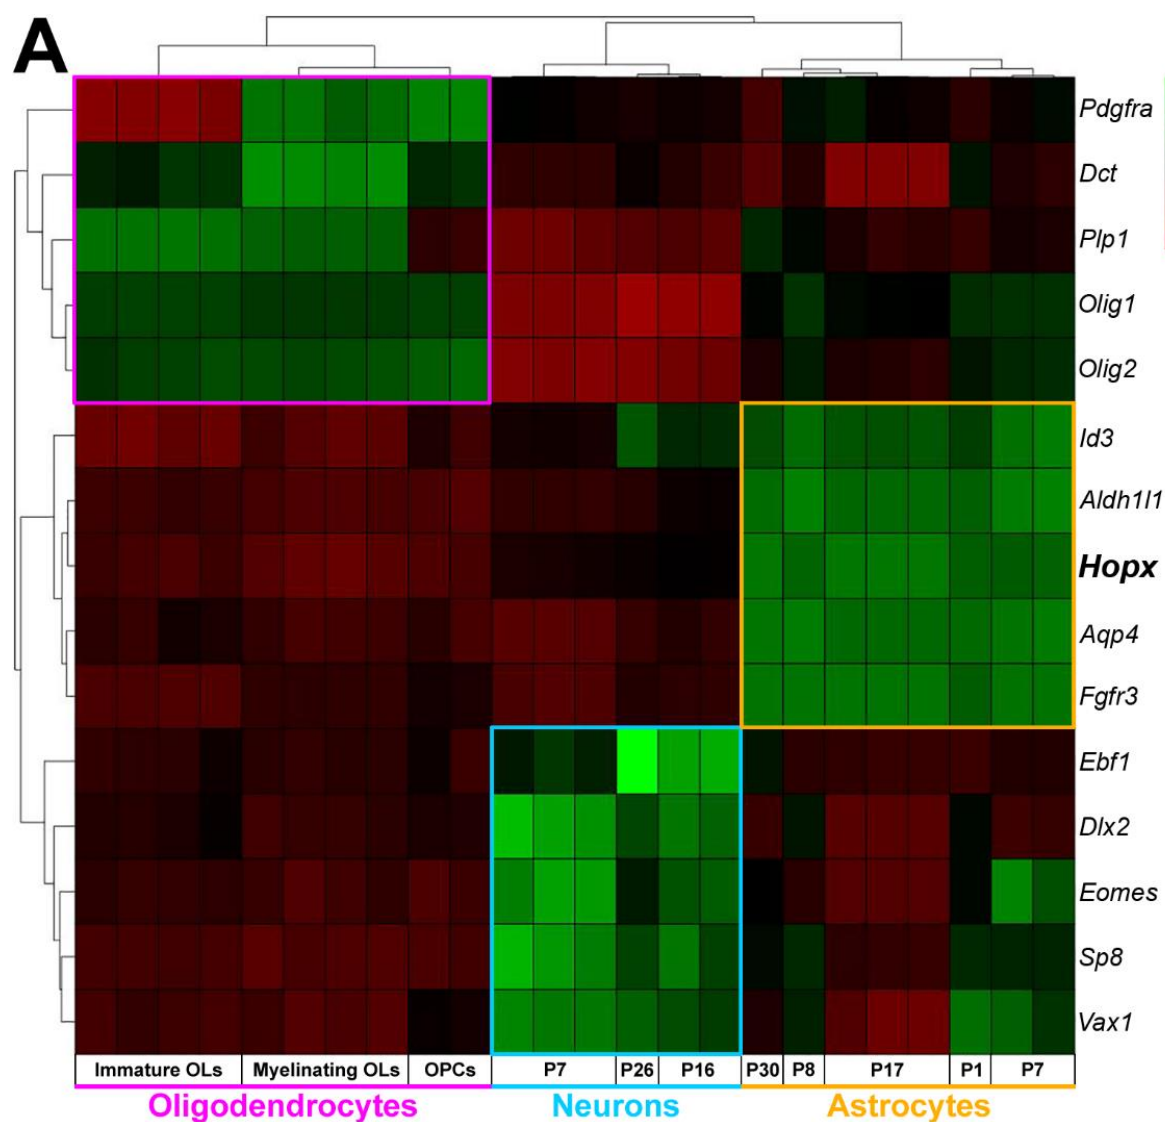 A
Pdgfra
Dct
Plp1
Olig1
Olig2
Id3
Aldh1l1
Hopx
Aqp4
Fgfr3
Ebf1
Dlx2
Eomes
Sp8
Vax1
Immature OLs Myelinating OLs OPCs P7 P26 P16 P30 P8 P17 P1 P7
Oligodendrocytes Neurons Astrocytes